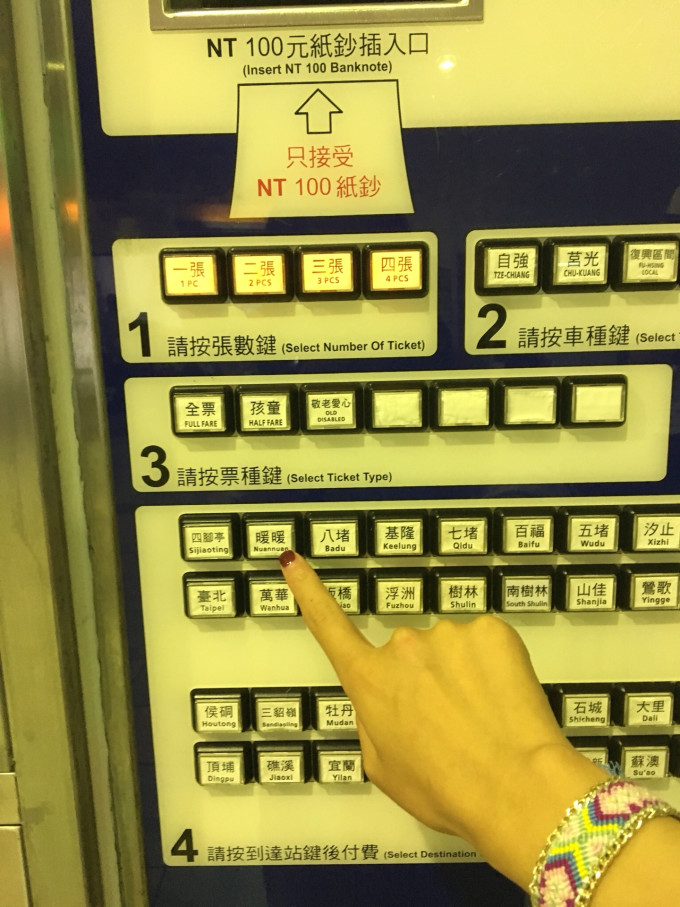 NT 100元紙鈔插入口
(Insert NT 100 Banknote)
只接受
NT 100 紙鈔
一張 二張 三張 四張
1 PC 2 PCS 3 PCS 4 PCS
1 請按張數鍵 (Select Number Of Ticket)
自強 莒光 復興區間
TZE-CHIANG CHU-KUANG FU-HSING
LOCAL
2 請按車種鍵 (Select
全票 孩童 敬老愛心
FULL FARE HALF FARE OLD
DISABLED
3 請按票種鍵 (Select Ticket Type)
四腳亭 暖暖 八堵 基隆 七堵 百福 五堵 汐止
Sijiaoting Nuannuan Badu Keelung Qidu Baifu Wudu Xizhi
臺北 萬華 橋 浮洲 樹林 南樹林 山佳 鶯歌
Taipei Wanhua iao Fuzhou Shulin South Shulin Shanjia Yingge
侯硐 三貂嶺 牡丹 石城 大里
Houtong Sandiaoling Mudan Shicheng Dali
頂埔 礁溪 宜蘭 新 蘇澳
Dingpu Jiaoxi Yilan Su'ao
4 請按到達站鍵後付費 (Select Destination